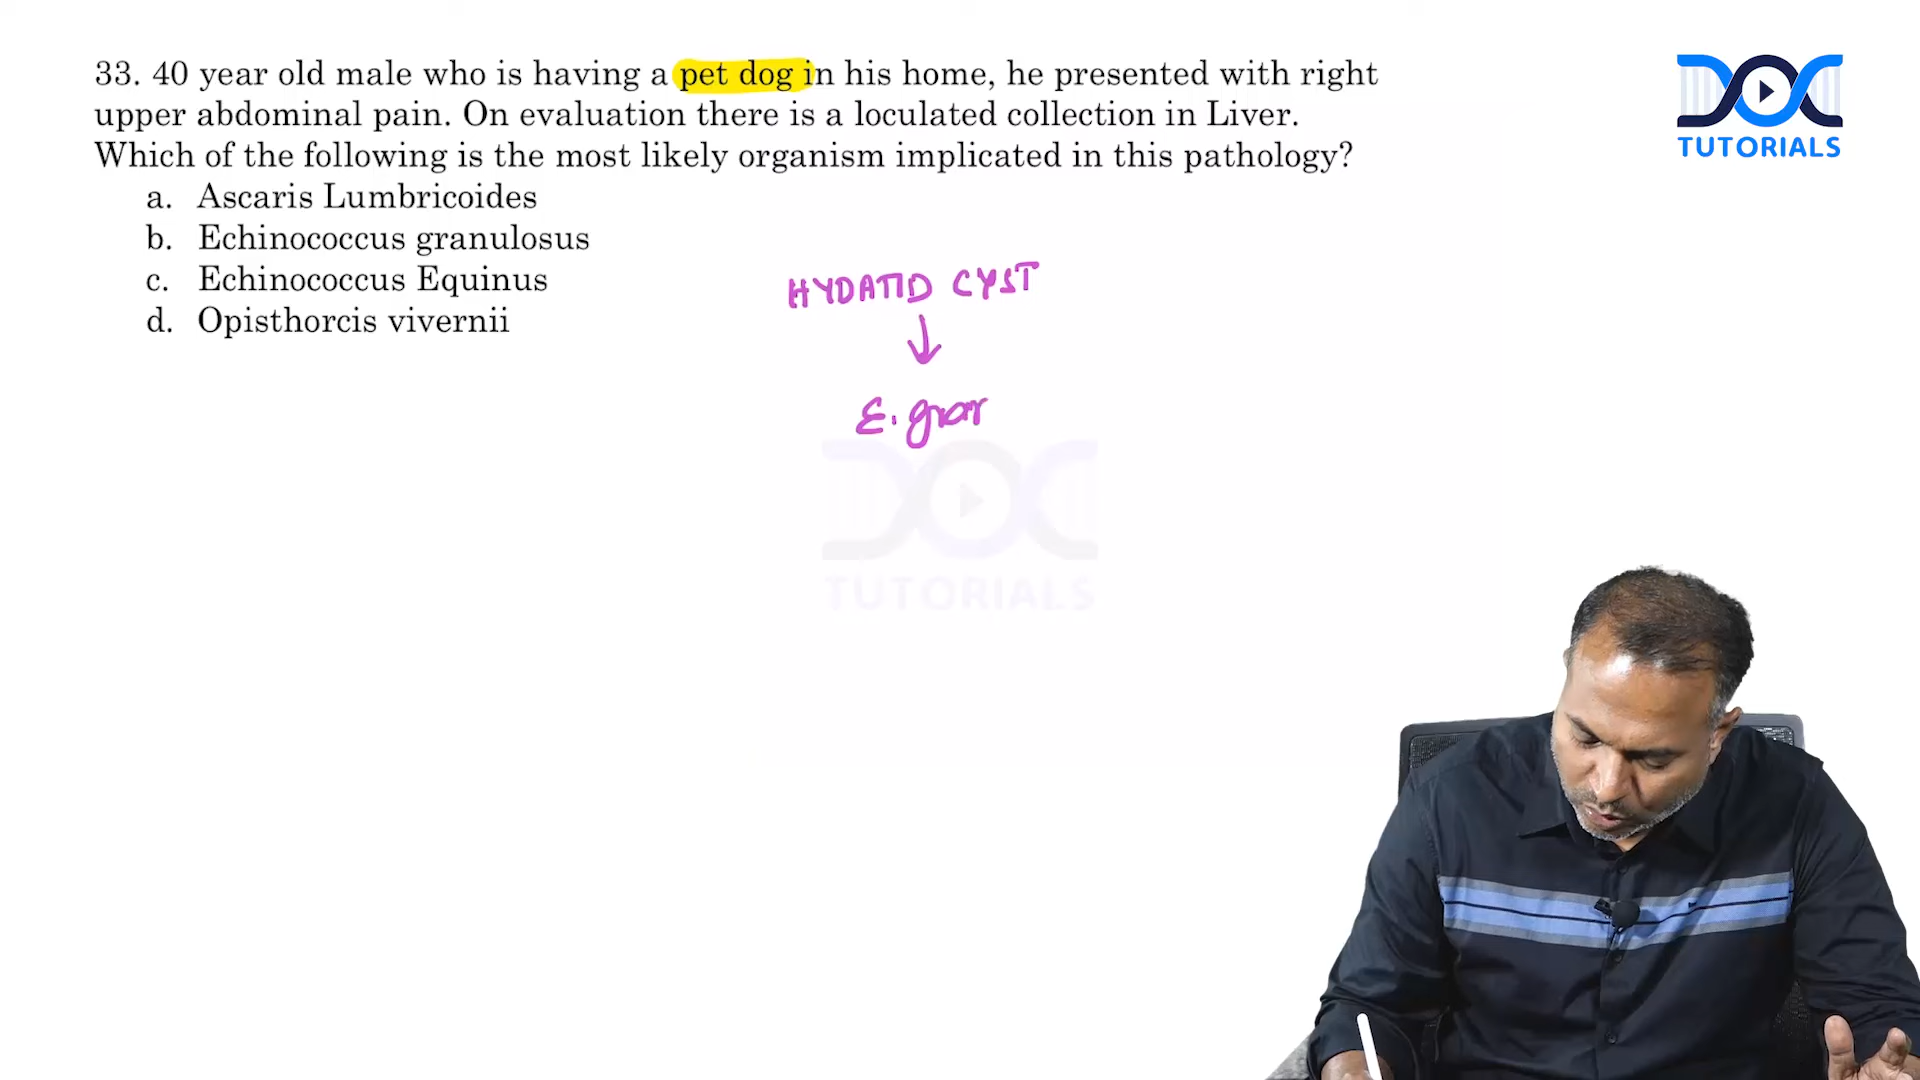 33. 40 year old male who is having a pet dog in his home, he presented with right
upper abdominal pain. On evaluation there is a loculated collection in Liver.
Which of the following is the most likely organism implicated in this pathology?
a. Ascaris Lumbricoides
b. Echinococcus granulosus
c. Echinococcus Equinus
d. Opisthorcis vivernii
HYDATID CYST
E. gran
TUTORIALS
TUTORIALS